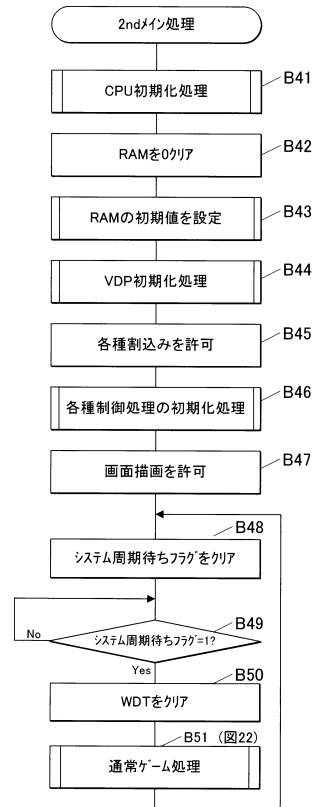 2ndメイン処理
CPU初期化処理
B41
RAMを0クリア
B42
RAMの初期値を設定
B43
VDP初期化処理
B44
各種割込みを許可
B45
各種制御処理の初期化処理
B46
画面描画を許可
B47
B48
システム周期待ちフラグをクリア
B49
システム周期待ちフラグ=1?
No
Yes
B50
WDTをクリア
B51 (図22)
通常ゲーム処理